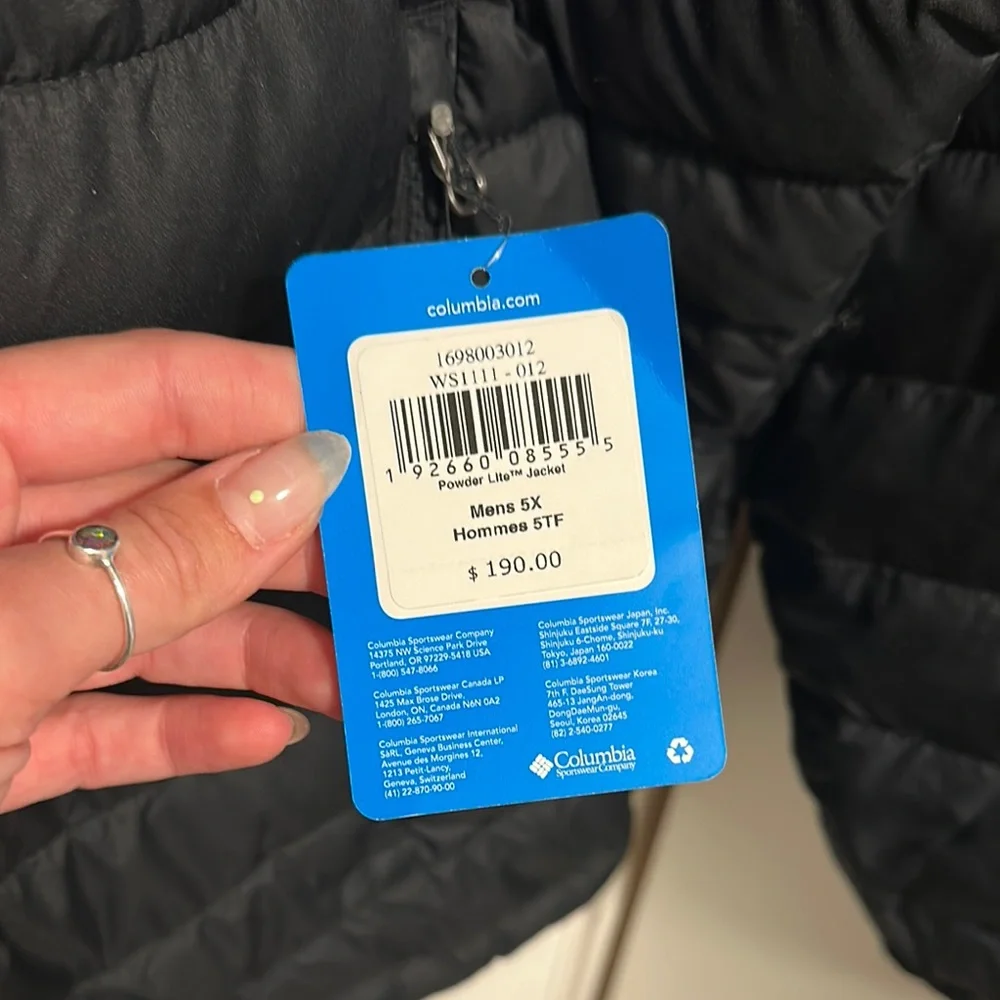 columbia.com
1698003012
WS1111 - 012
1 92660 08555 5
Powder Lite™ Jacket
Mens 5X
Hommes 5TF
$ 190.00
Columbia Sportswear Company
14375 NW Science Park Drive
Portland, OR 97229-5418 USA
1-(800) 547-8066
Columbia Sportswear Canada LP
1425 Max Brose Drive,
London, ON, Canada N6N 0A2
1-(800) 265-7067
Columbia Sportswear International
SàRL, Geneva Business Center,
Avenue des Morgines 12,
1213 Petit-Lancy,
Geneva, Switzerland
(41) 22-870-90-00
Columbia Sportswear Japan, Inc.
Shinjuku Eastside Square 7F, 27-30,
Shinjuku 6-Chome, Shinjuku-ku
Tokyo, Japan 160-0022
(81) 3-6892-4601
Columbia Sportswear Korea
7th F. DaeSung Tower
465-13 JangAn-dong,
DongDaeMun-gu,
Seoul, Korea 02645
(82) 2-540-0277
Columbia
Sportswear Company